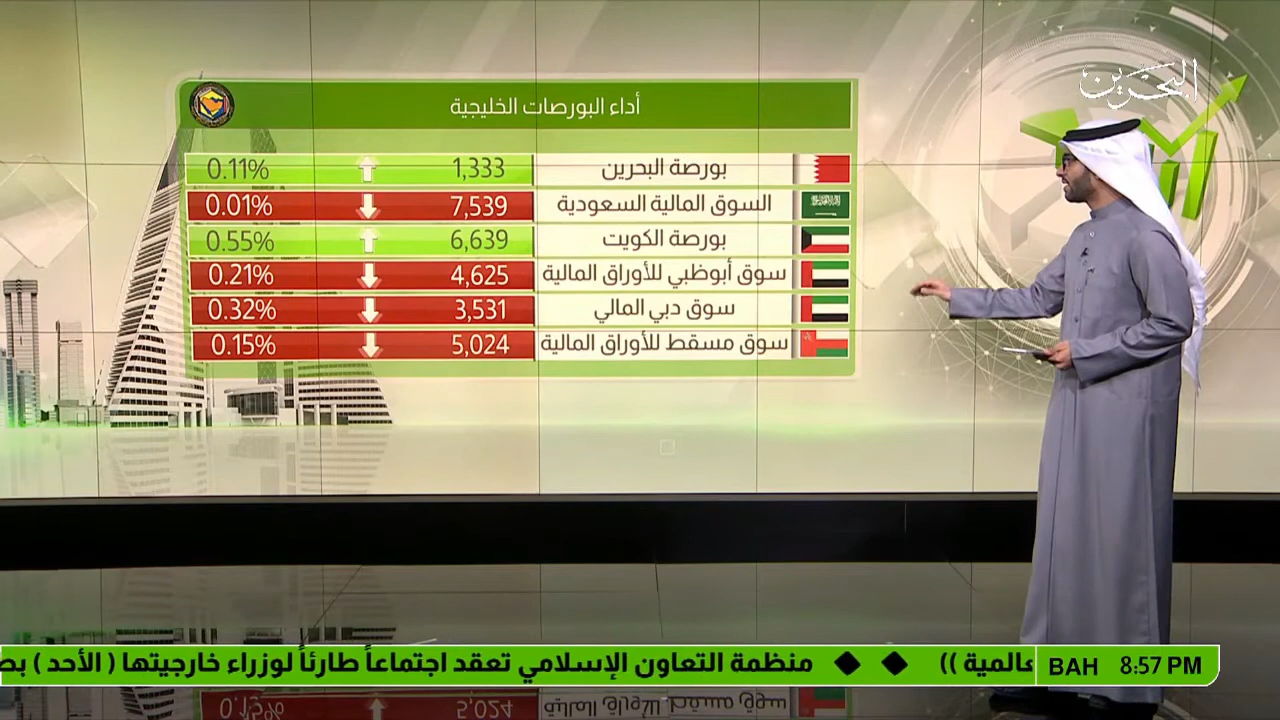 البحرين
أداء البورصات الخليجية
بورصة البحرين 1,333 0.11%
السوق المالية السعودية 7,539 0.01%
بورصة الكويت 6,639 0.55%
سوق أبوظبي للأوراق المالية 4,625 0.21%
سوق دبي المالي 3,531 0.32%
سوق مسقط للأوراق المالية 5,024 0.15%
BAH 8:57 PM
عالمية )) ◆ ◆ منظمة التعاون الإسلامي تعقد اجتماعاً طارئاً لوزراء خارجيتها ( الأحد )